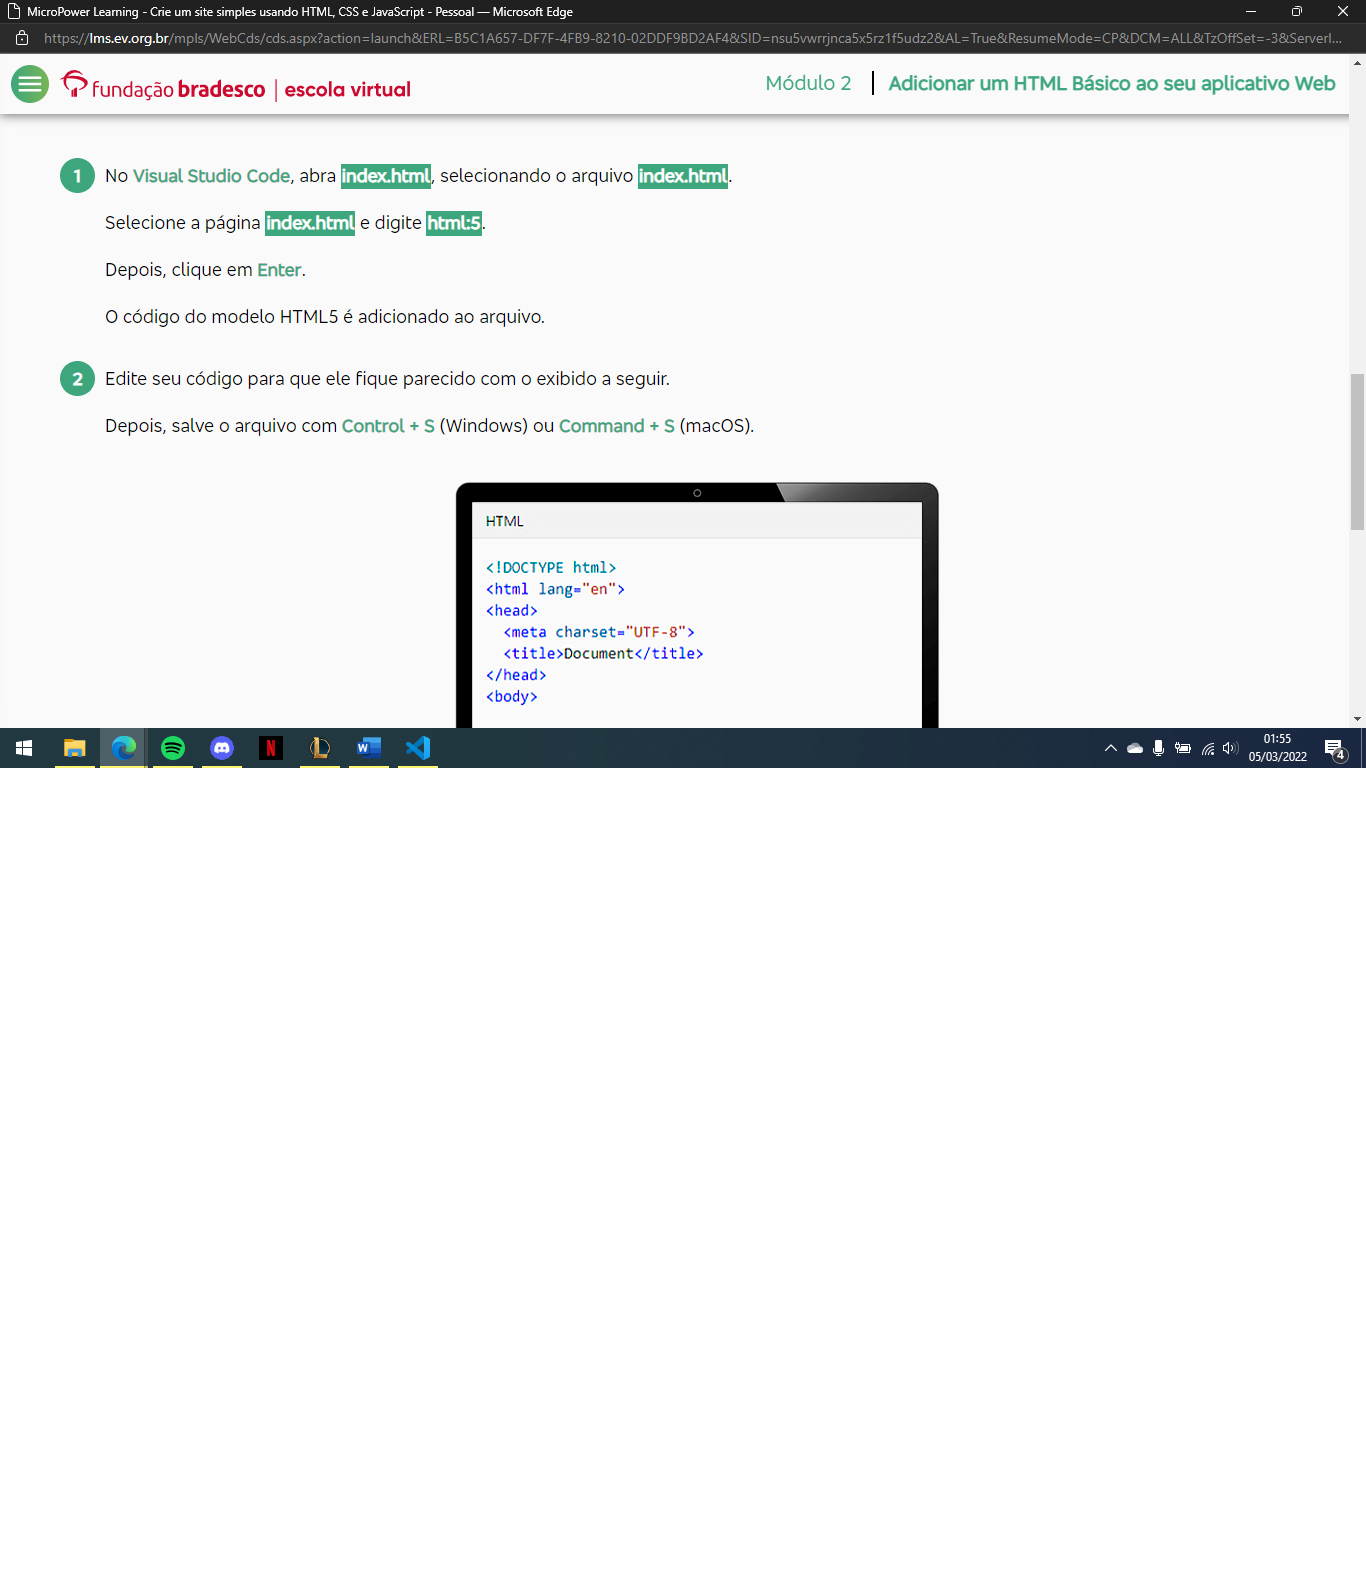 MicroPower Learning - Crie um site simples usando HTML, CSS e JavaScript - Pessoal — Microsoft Edge
https://lms.ev.org.br/mpls/WebCds/cds.aspx?action=launch&ERL=B5C1A657-DF7F-4FB9-8210-02DDF9BD2AF4&SID=nsu5vwrrjnca5x5rz1f5udz2&AL=True&ResumeMode=CP&DCM=ALL&TzOffSet=-3&ServerI...
fundação bradesco | escola virtual
Módulo 2 | Adicionar um HTML Básico ao seu aplicativo Web
1 No Visual Studio Code, abra index.html, selecionando o arquivo index.html.
Selecione a página index.html e digite html:5.
Depois, clique em Enter.
O código do modelo HTML5 é adicionado ao arquivo.
2 Edite seu código para que ele fique parecido com o exibido a seguir.
Depois, salve o arquivo com Control + S (Windows) ou Command + S (macOS).
HTML
<!DOCTYPE html>
<html lang="en">
<head>
<meta charset="UTF-8">
<title>Document</title>
</head>
<body>
N
L
W
01:55
05/03/2022
4